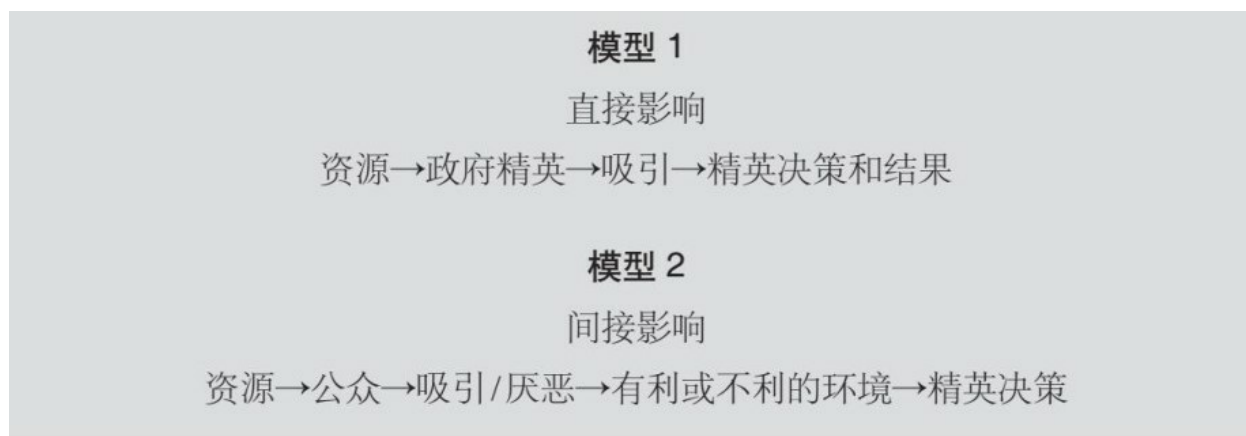 模型 1
直接影响
资源→政府精英→吸引→精英决策和结果
模型 2
间接影响
资源→公众→吸引/厌恶→有利或不利的环境→精英决策